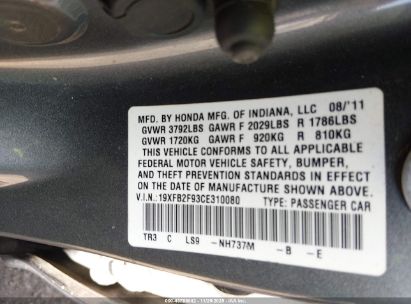 MFD. BY HONDA MFG. OF INDIANA, LLC 08/'11
GVWR 3792LBS GAWR F 2029LBS R 1786LBS
GVWR 1720KG GAWR F 920KG R 810KG
THIS VEHICLE CONFORMS TO ALL APPLICABLE
FEDERAL MOTOR VEHICLE SAFETY, BUMPER,
AND THEFT PREVENTION STANDARDS IN EFFECT
ON THE DATE OF MANUFACTURE SHOWN ABOVE.
V.I.N.: 19XFB2F93CE310080 TYPE: PASSENGER CAR
TR3 C LS9 -NH737M -B -E